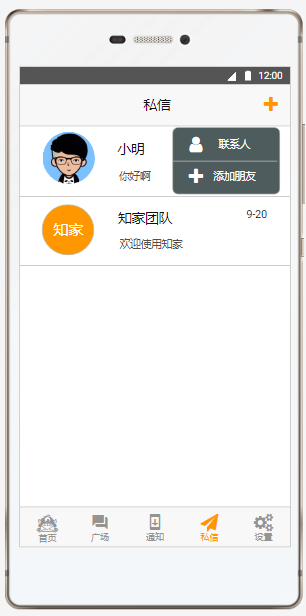 12:00
私信
小明
联系人
你好啊
添加朋友
知家
知家团队
9-20
欢迎使用知家
首页
广场
通知
私信
设置